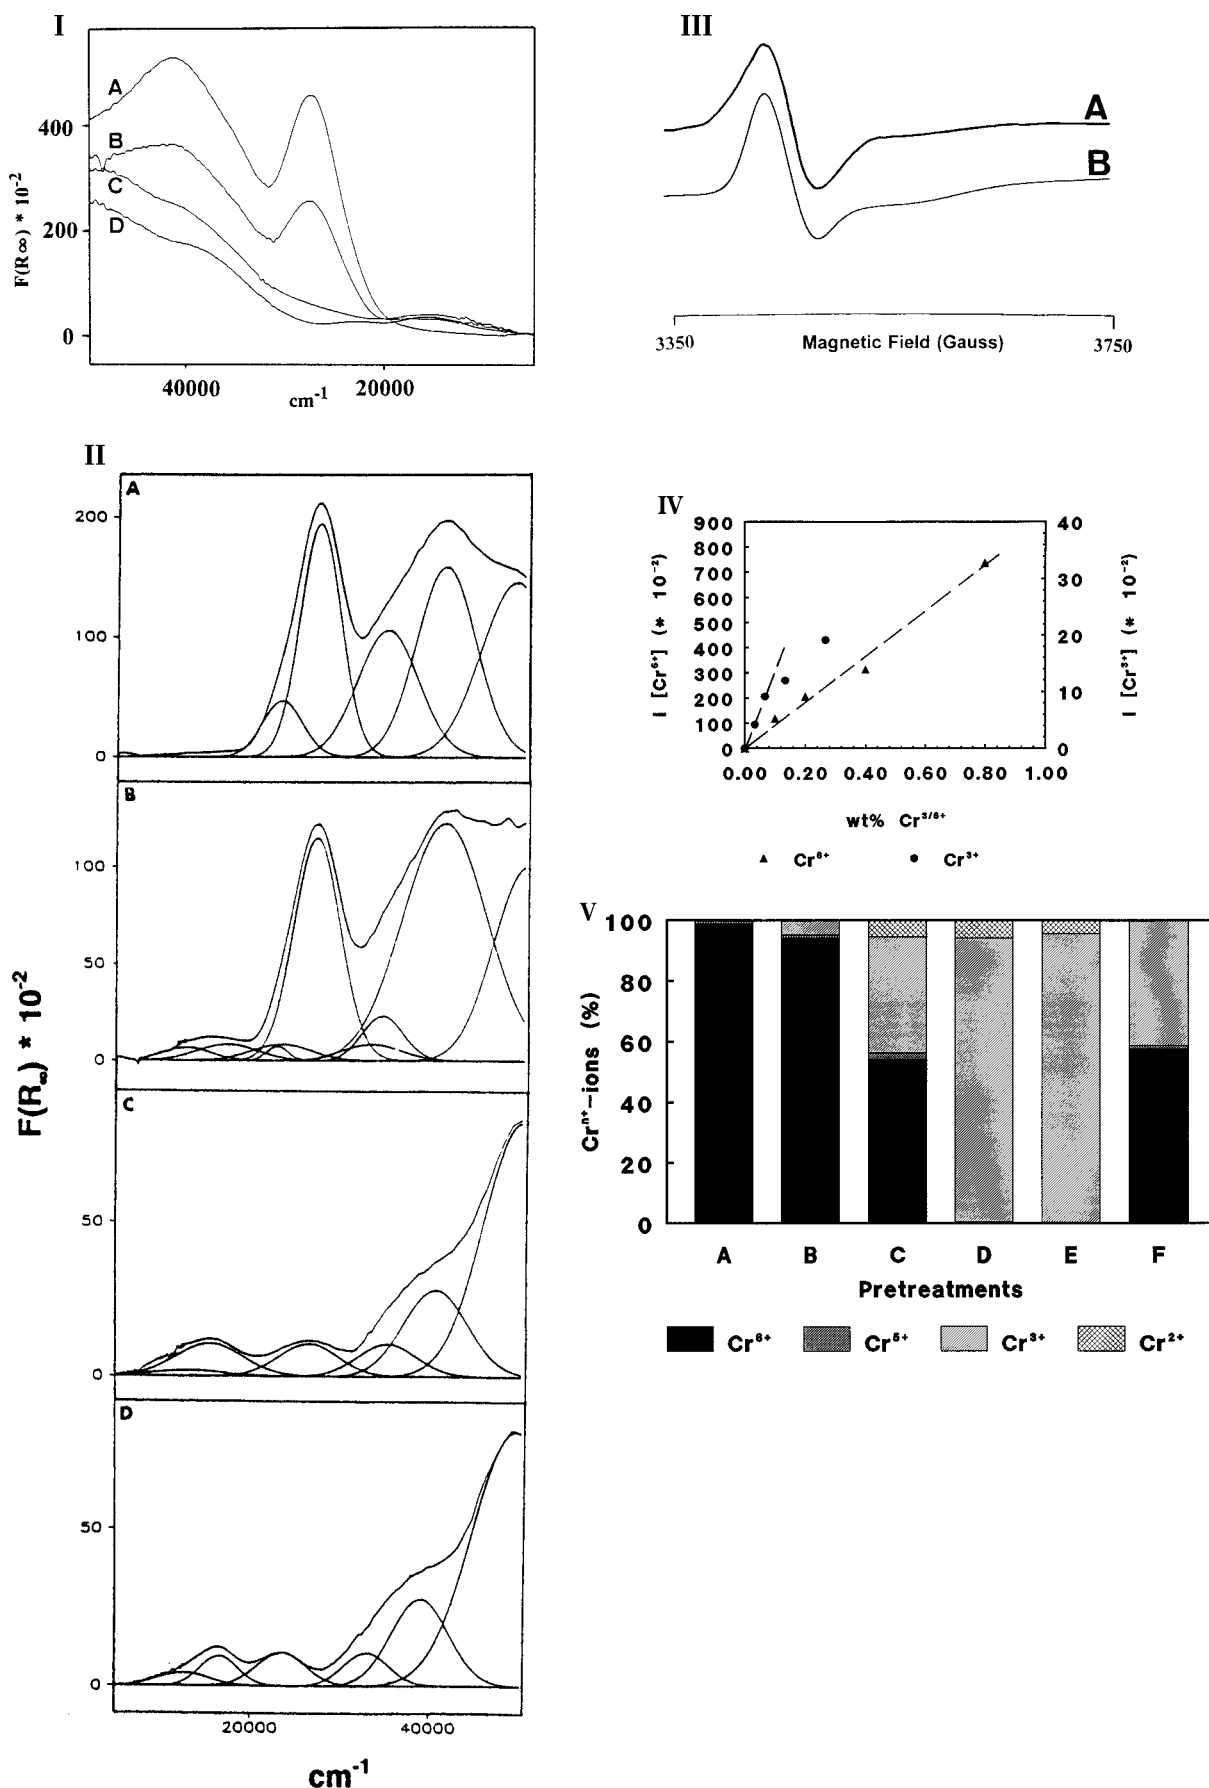 I
A
B
C
D
400
200
0
F(R∞) * 10⁻²
40000 20000
cm⁻¹
II
A
200
100
0
B
100
50
0
C
50
0
D
50
0
20000 40000
F(R∞) * 10⁻²
cm⁻¹
III
A
B
3350 Magnetic Field (Gauss) 3750
IV
900
800
700
600
500
400
300
200
100
0
I [Cr⁶⁺] (* 10⁻²)
40
30
20
10
0
I [Cr³⁺] (* 10⁻²)
0.00 0.20 0.40 0.60 0.80 1.00
wt% Cr³ᐟ⁶⁺
▲ Cr⁶⁺ ● Cr³⁺
V
100
80
60
40
20
0
Crⁿ⁺-ions (%)
A B C D E F
Pretreatments
Cr⁶⁺ Cr⁵⁺ Cr³⁺ Cr²⁺